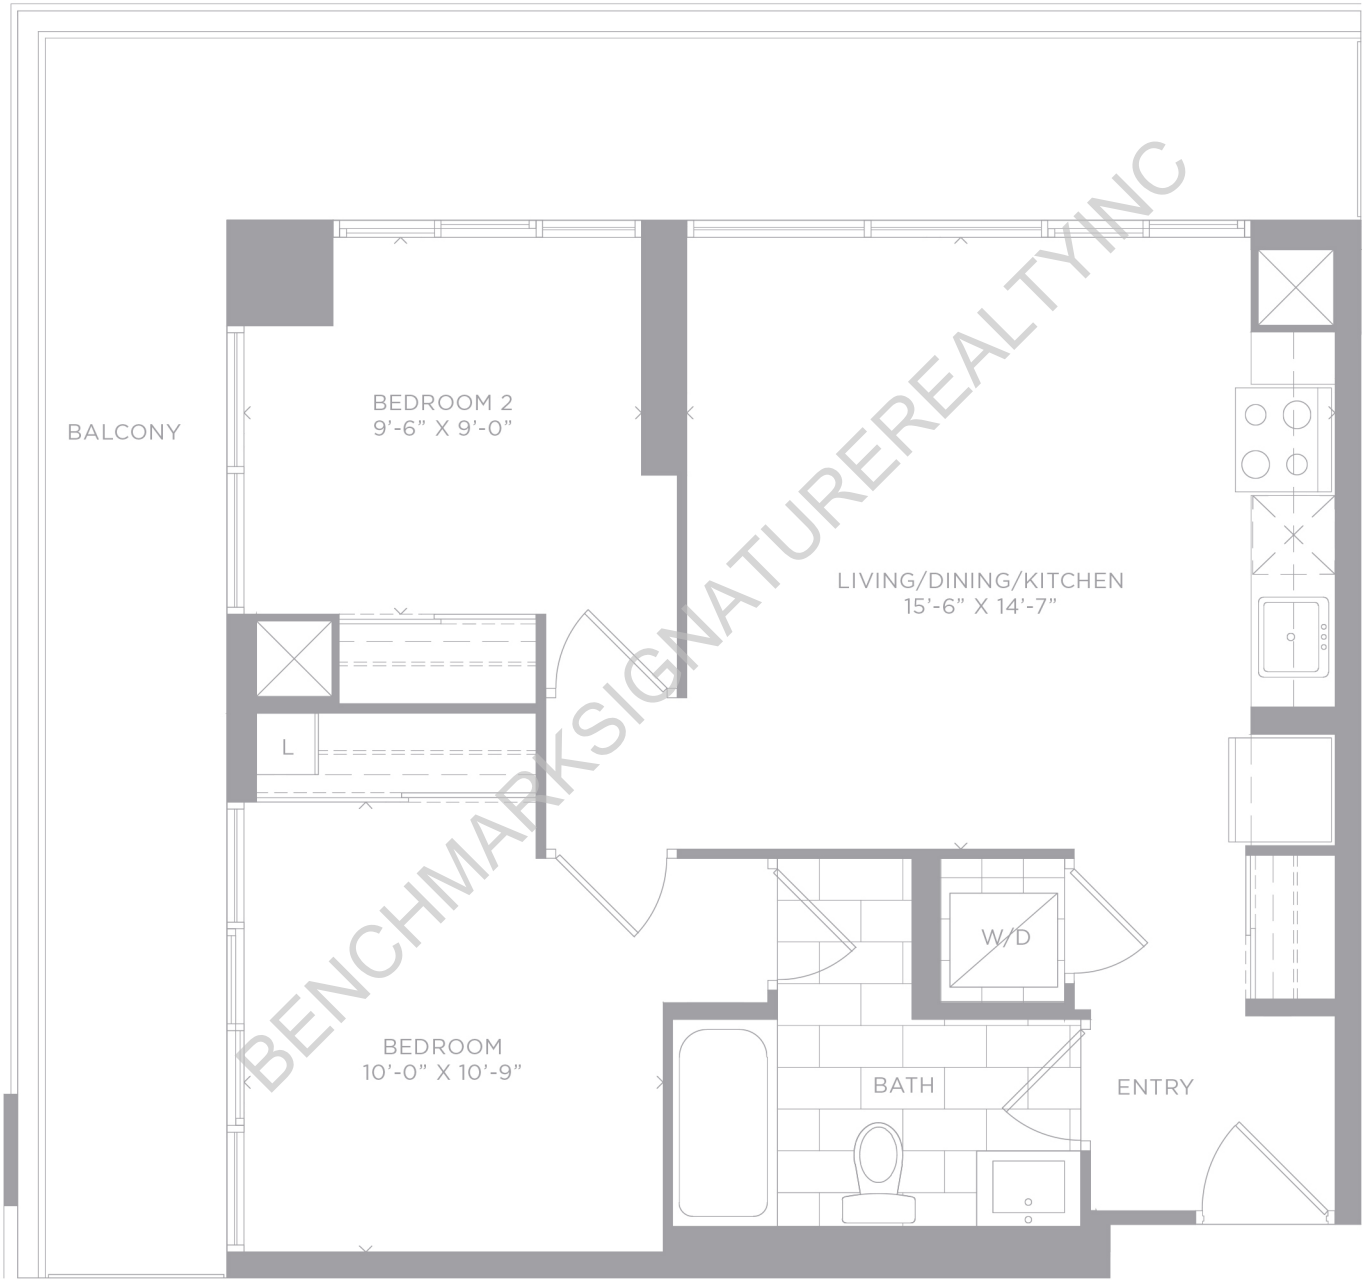 BALCONY
BEDROOM 2
9'-6" X 9'-0"
LIVING/DINING/KITCHEN
15'-6" X 14'-7"
L
W/D
BEDROOM
10'-0" X 10'-9"
BATH
ENTRY
BENCHMARKSIGNATUREREALTYINC